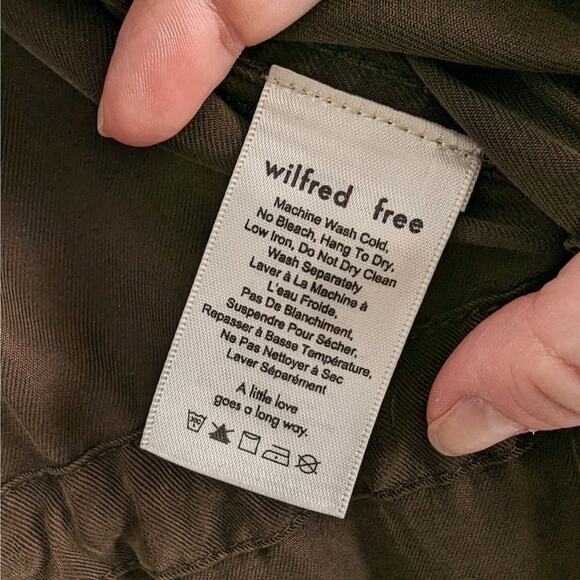 wilfred free
Machine Wash Cold,
No Bleach, Hang To Dry,
Low Iron, Do Not Dry Clean
Wash Separately
Laver à La Machine à
L'eau Froide,
Pas De Blanchiment,
Suspendre Pour Sécher,
Repasser à Basse Température,
Ne Pas Nettoyer à Sec
Laver Séparément
A little love
goes a long way.